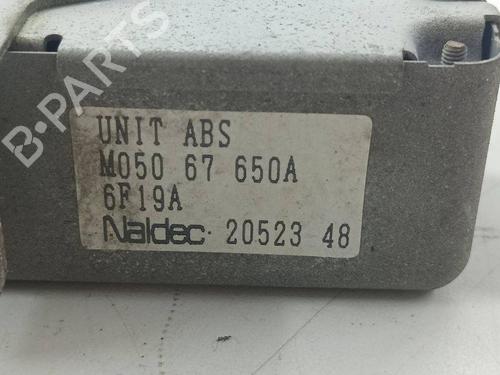 B-PARTS
UNIT ABS
M050 67 650A
6F19A
Naldec 20523 48